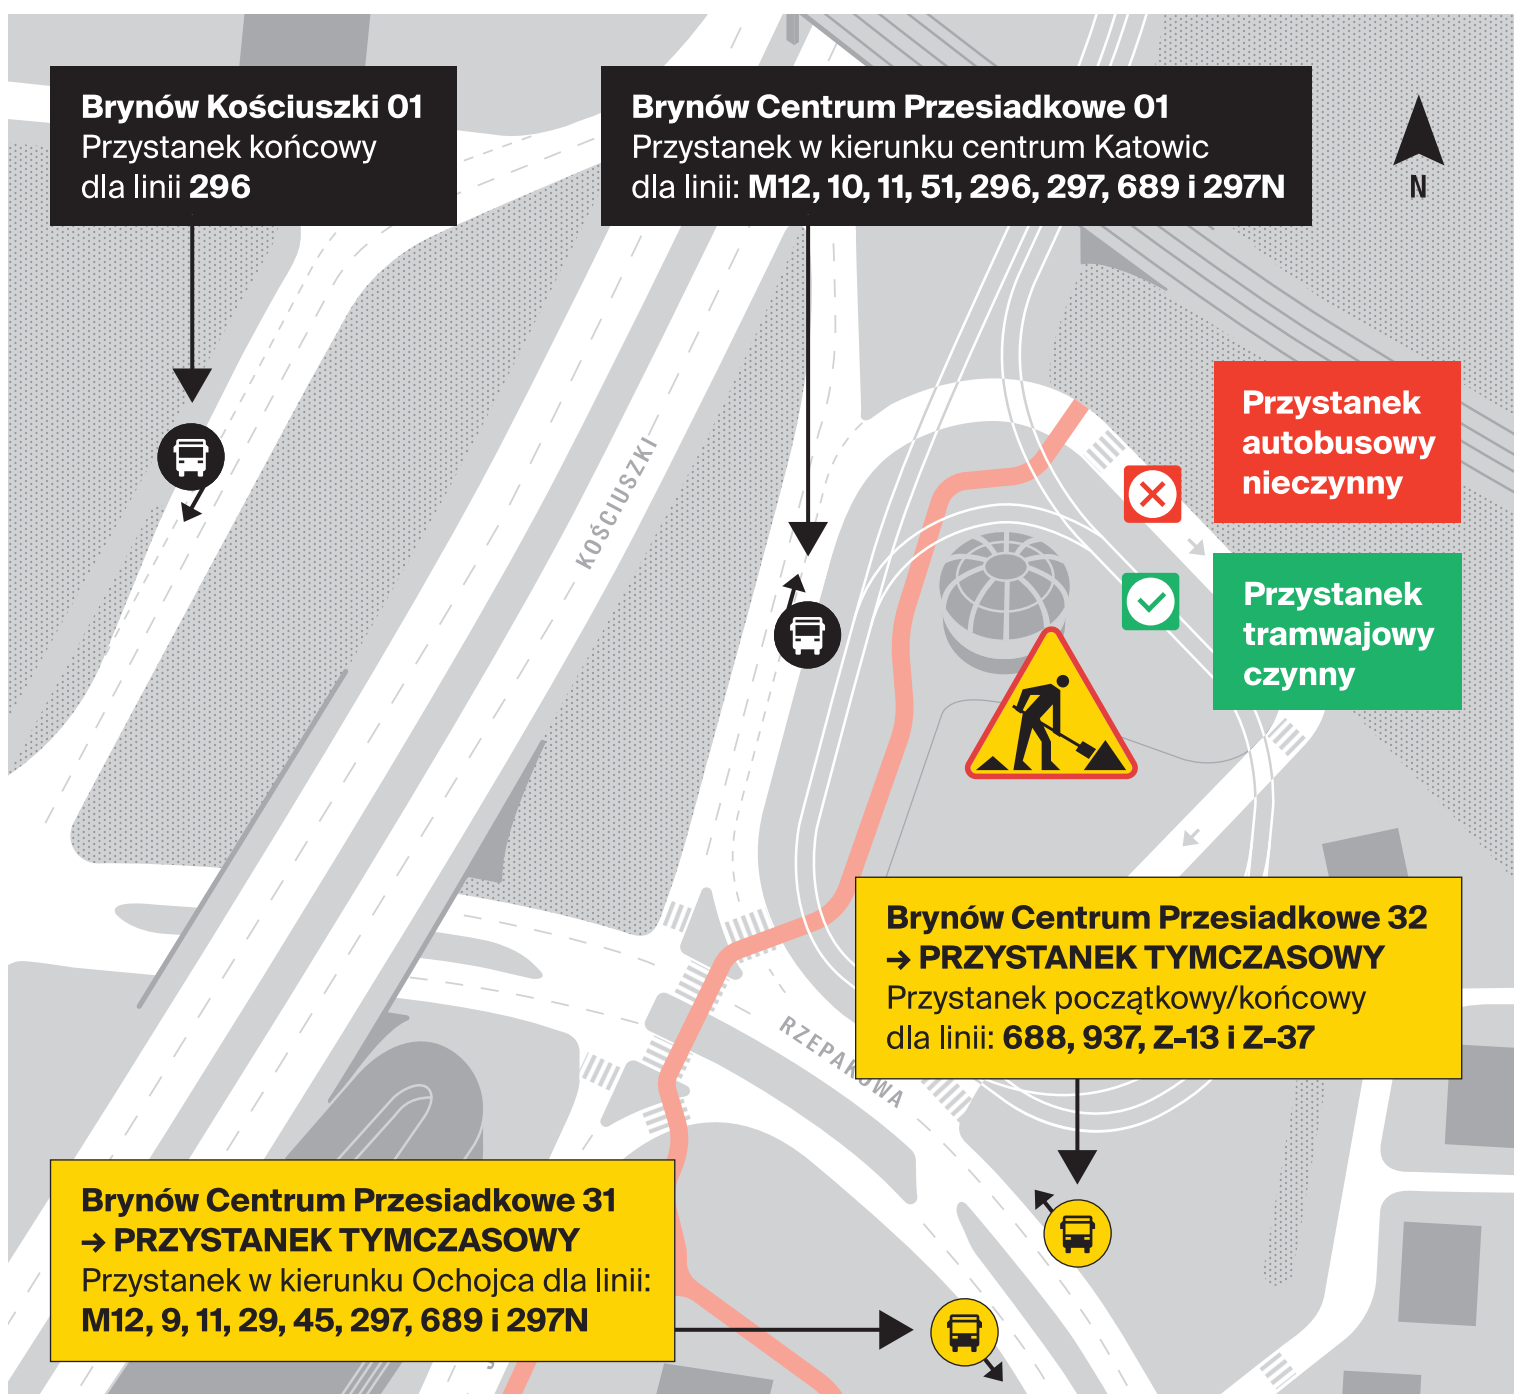 Brynów Kościuszki 01
Przystanek końcowy
dla linii 296
Brynów Centrum Przesiadkowe 01
Przystanek w kierunku centrum Katowic
dla linii: M12, 10, 11, 51, 296, 297, 689 i 297N
N
Przystanek
autobusowy
nieczynny
KOŚCIUSZKI
Przystanek
tramwajowy
czynny
Brynów Centrum Przesiadkowe 32
→ PRZYSTANEK TYMCZASOWY
Przystanek początkowy/końcowy
dla linii: 688, 937, Z-13 i Z-37
RZEPAKOWA
Brynów Centrum Przesiadkowe 31
→ PRZYSTANEK TYMCZASOWY
Przystanek w kierunku Ochojca dla linii:
M12, 9, 11, 29, 45, 297, 689 i 297N